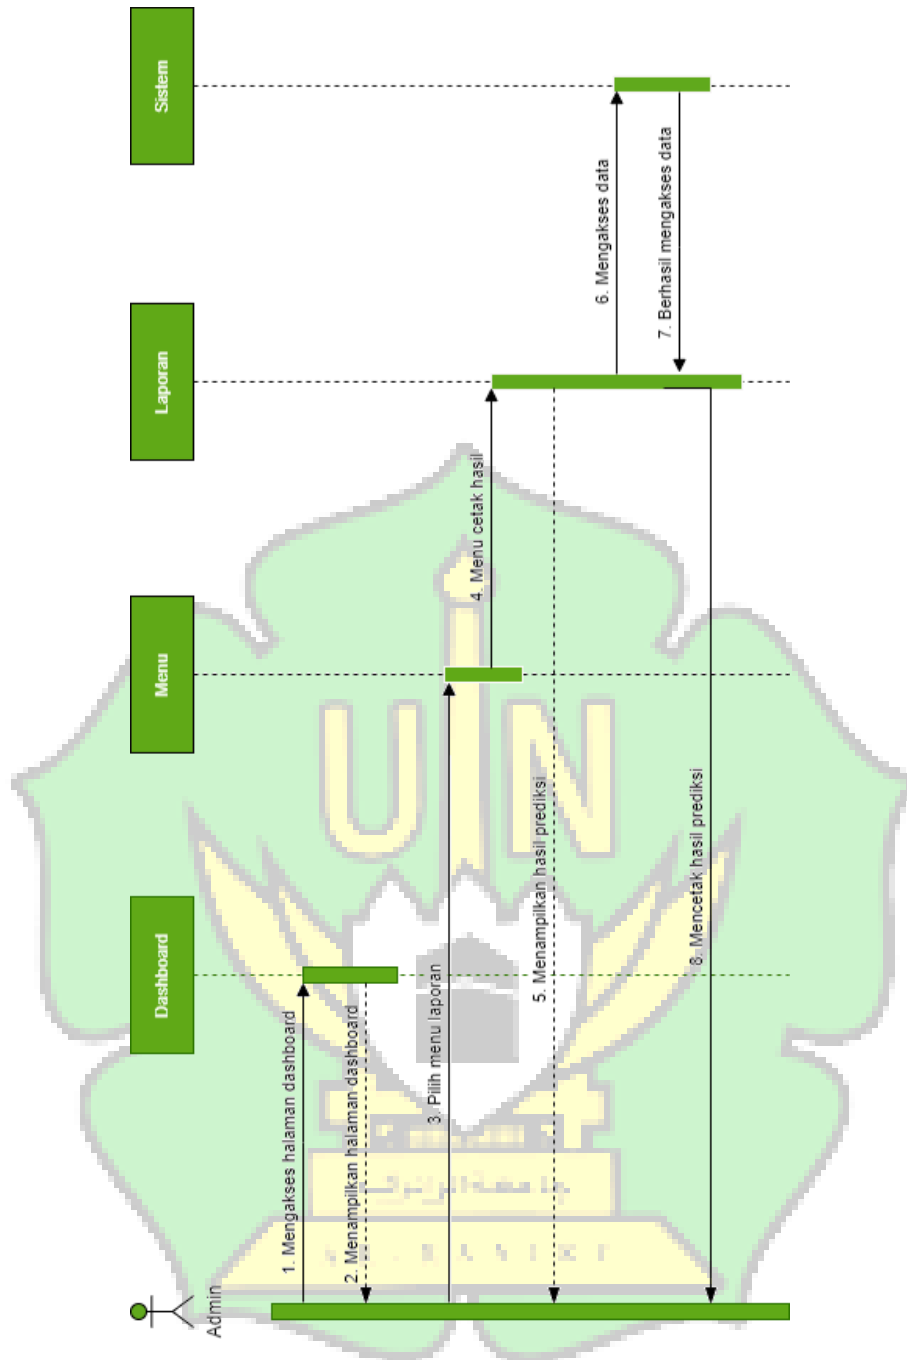 Admin
Dashboard
Menu
Laporan
Sistem
1. Mengakses halaman dashboard
2. Menampilkan halaman dashboard
3. Pilih menu laporan
4. Menu cetak hasil
5. Menampilkan hasil prediksi
6. Mengakses data
7. Berhasil mengakses data
8. Mencetak hasil prediksi
UIN